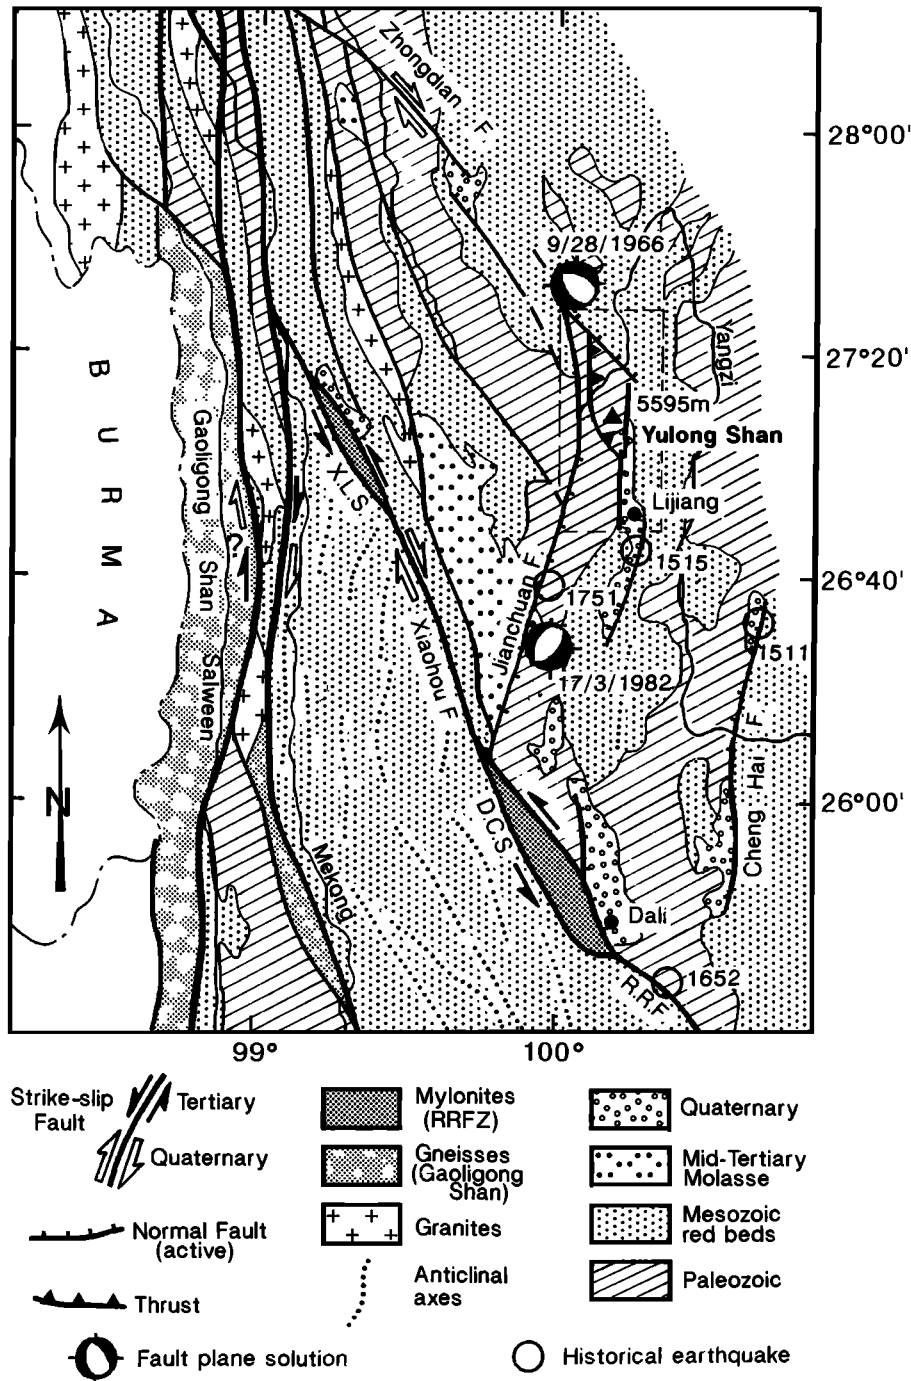 Zhongdian F
28°00'
9/28/1966
Yangzi
27°20'
BURMA
Gaoligong Shan
5595m
Yulong Shan
XLS
Lijiang
?
1515
26°40'
Jianchuan F
1751
Xiaohou F
1511
Salween
17/3/1982
Cheng Hai F
N
26°00'
DCS
Mekong
Dali
1652
RRF
99°
100°
Strike-slip
Fault
Tertiary
Quaternary
Normal Fault
(active)
Thrust
Fault plane solution
Mylonites
(RRFZ)
Gneisses
(Gaoligong
Shan)
Granites
Anticlinal
axes
Quaternary
Mid-Tertiary
Molasse
Mesozoic
red beds
Paleozoic
Historical earthquake